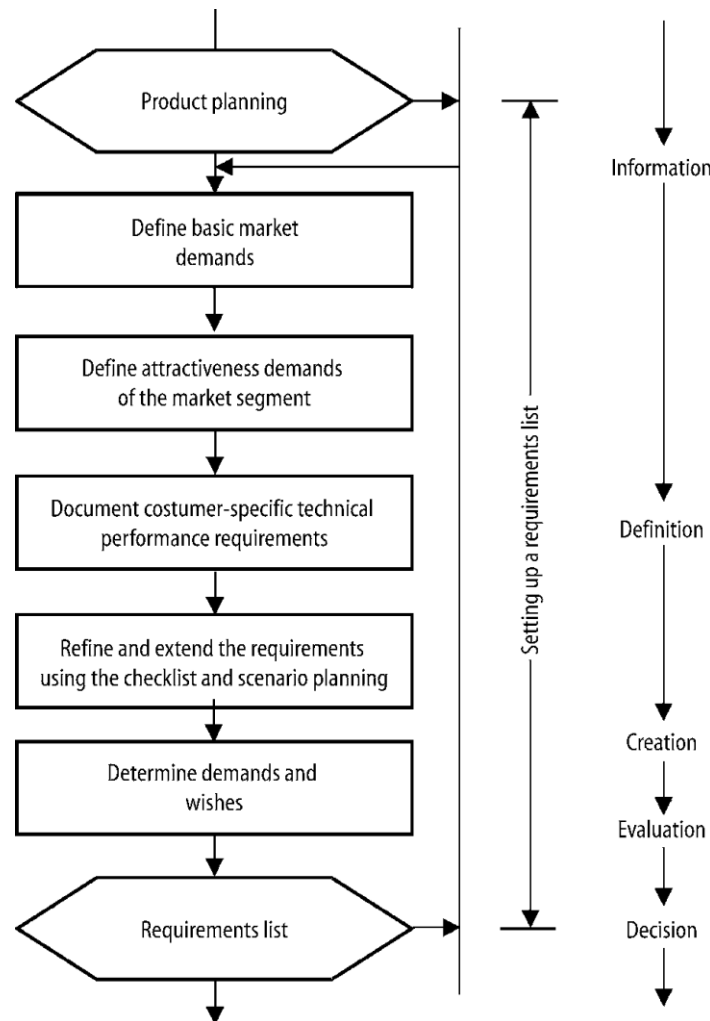 Product planning
Information
Define basic market
demands
Define attractiveness demands
of the market segment
Document costumer-specific technical
performance requirements
Definition
Setting up a requirements list
Refine and extend the requirements
using the checklist and scenario planning
Creation
Determine demands and
wishes
Evaluation
Requirements list
Decision